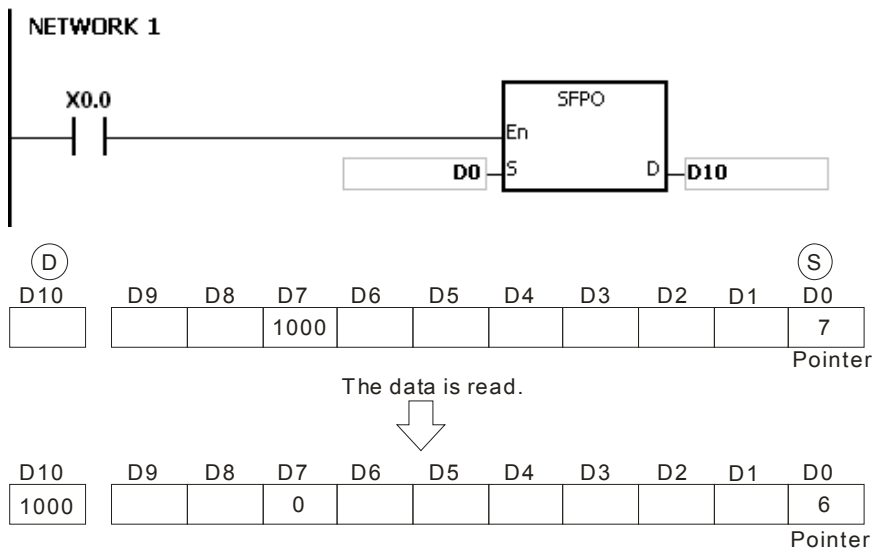 NETWORK 1
X0.0
SFPO
En
D0 S D D10
D S
D10 D9 D8 D7 D6 D5 D4 D3 D2 D1 D0
1000 7
Pointer
The data is read.
D10 D9 D8 D7 D6 D5 D4 D3 D2 D1 D0
1000 0 6
Pointer